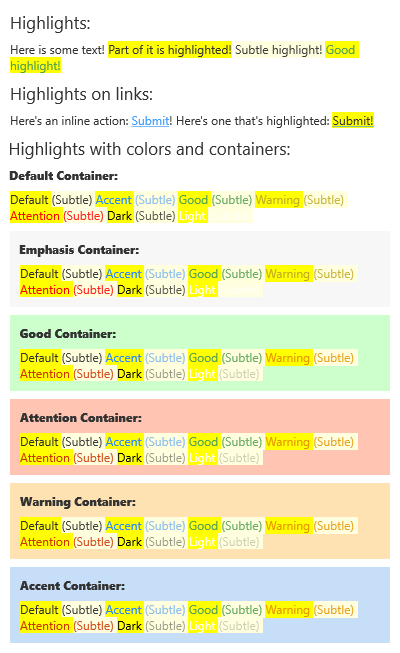 Highlights:
Here is some text! Part of it is highlighted! Subtle highlight! Good
highlight!
Highlights on links:
Here's an inline action: Submit! Here's one that's highlighted: Submit!
Highlights with colors and containers:
Default Container:
Default (Subtle) Accent (Subtle) Good (Subtle) Warning (Subtle)
Attention (Subtle) Dark (Subtle) Light
Emphasis Container:
Default (Subtle) Accent (Subtle) Good (Subtle) Warning (Subtle)
Attention (Subtle) Dark (Subtle) Light
Good Container:
Default (Subtle) Accent (Subtle) Good (Subtle) Warning (Subtle)
Attention (Subtle) Dark (Subtle) Light (Subtle)
Attention Container:
Default (Subtle) Accent (Subtle) Good (Subtle) Warning (Subtle)
Attention (Subtle) Dark (Subtle) Light (Subtle)
Warning Container:
Default (Subtle) Accent (Subtle) Good (Subtle) Warning (Subtle)
Attention (Subtle) Dark (Subtle) Light (Subtle)
Accent Container:
Default (Subtle) Accent (Subtle) Good (Subtle) Warning (Subtle)
Attention (Subtle) Dark (Subtle) Light (Subtle)